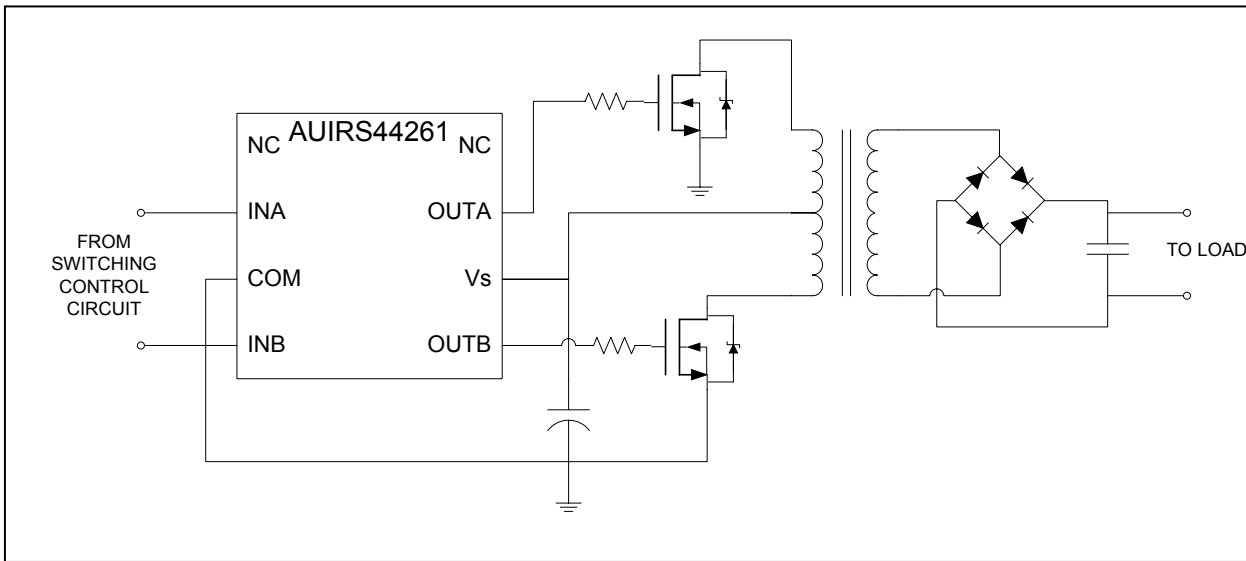 AUIRS44261
NC
NC
INA
OUTA
FROM
SWITCHING
CONTROL
CIRCUIT
COM
Vs
INB
OUTB
TO LOAD